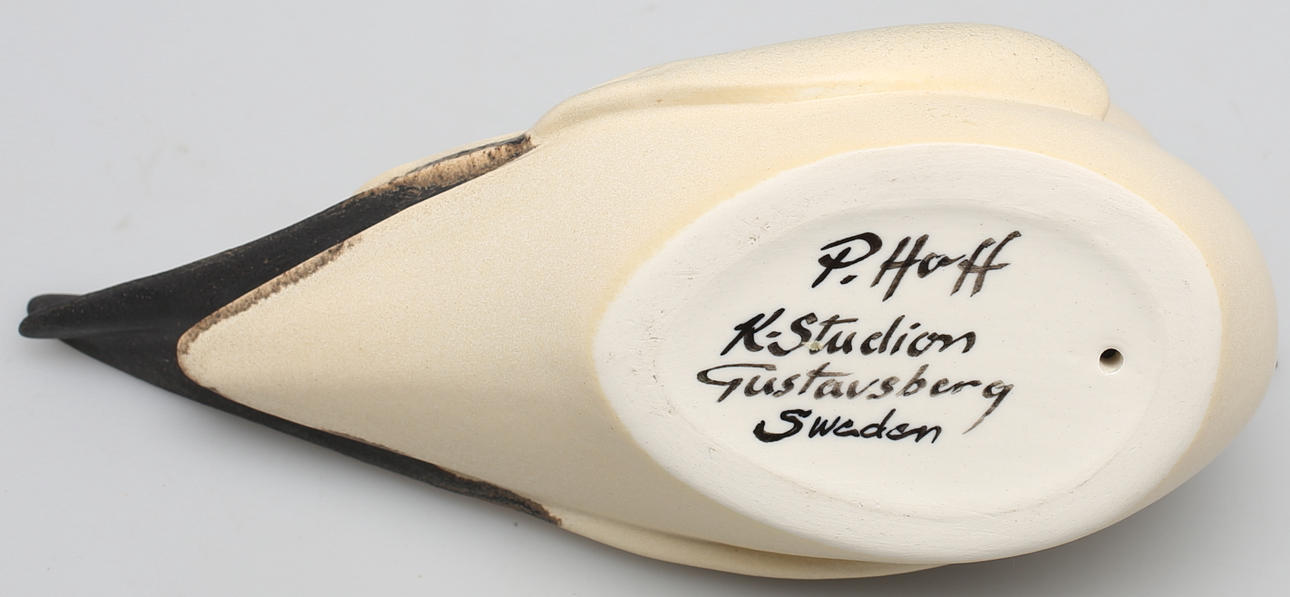 P. Hoff
K-Studion
Gustavsberg
Sweden